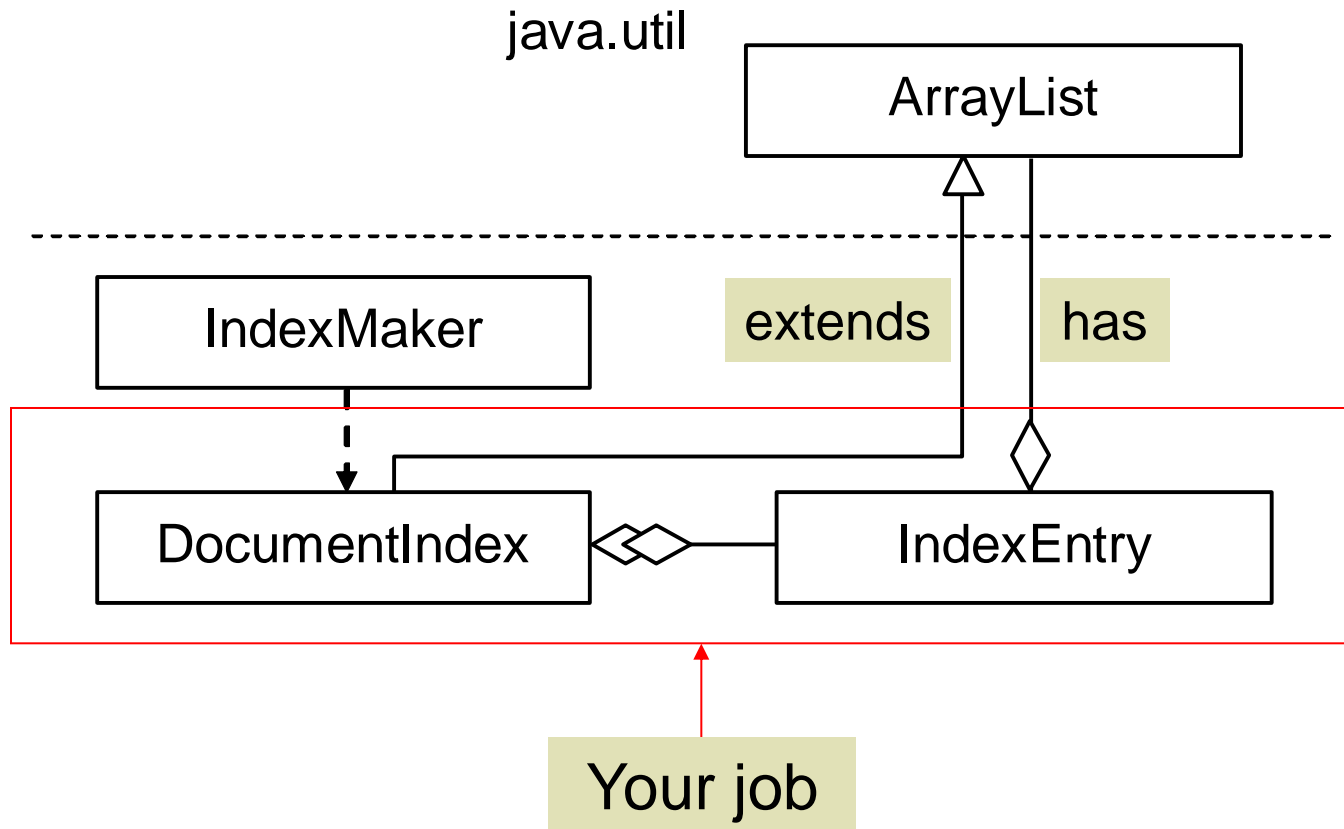 java.util
ArrayList
IndexMaker
extends
has
DocumentIndex
IndexEntry
Your job